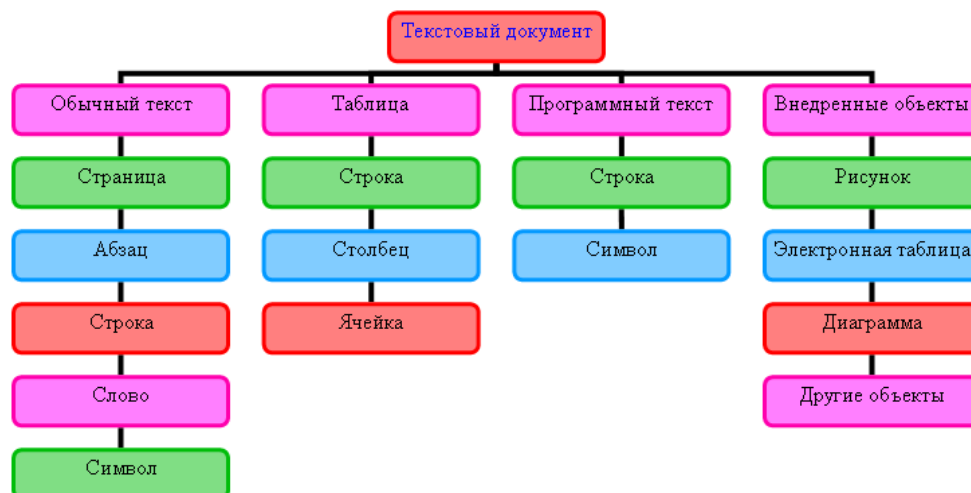 Текстовый документ
Обычный текст
Таблица
Программный текст
Внедренные объекты
Страница
Строка
Строка
Рисунок
Абзац
Столбец
Символ
Электронная таблица
Строка
Ячейка
Диаграмма
Слово
Другие объекты
Символ